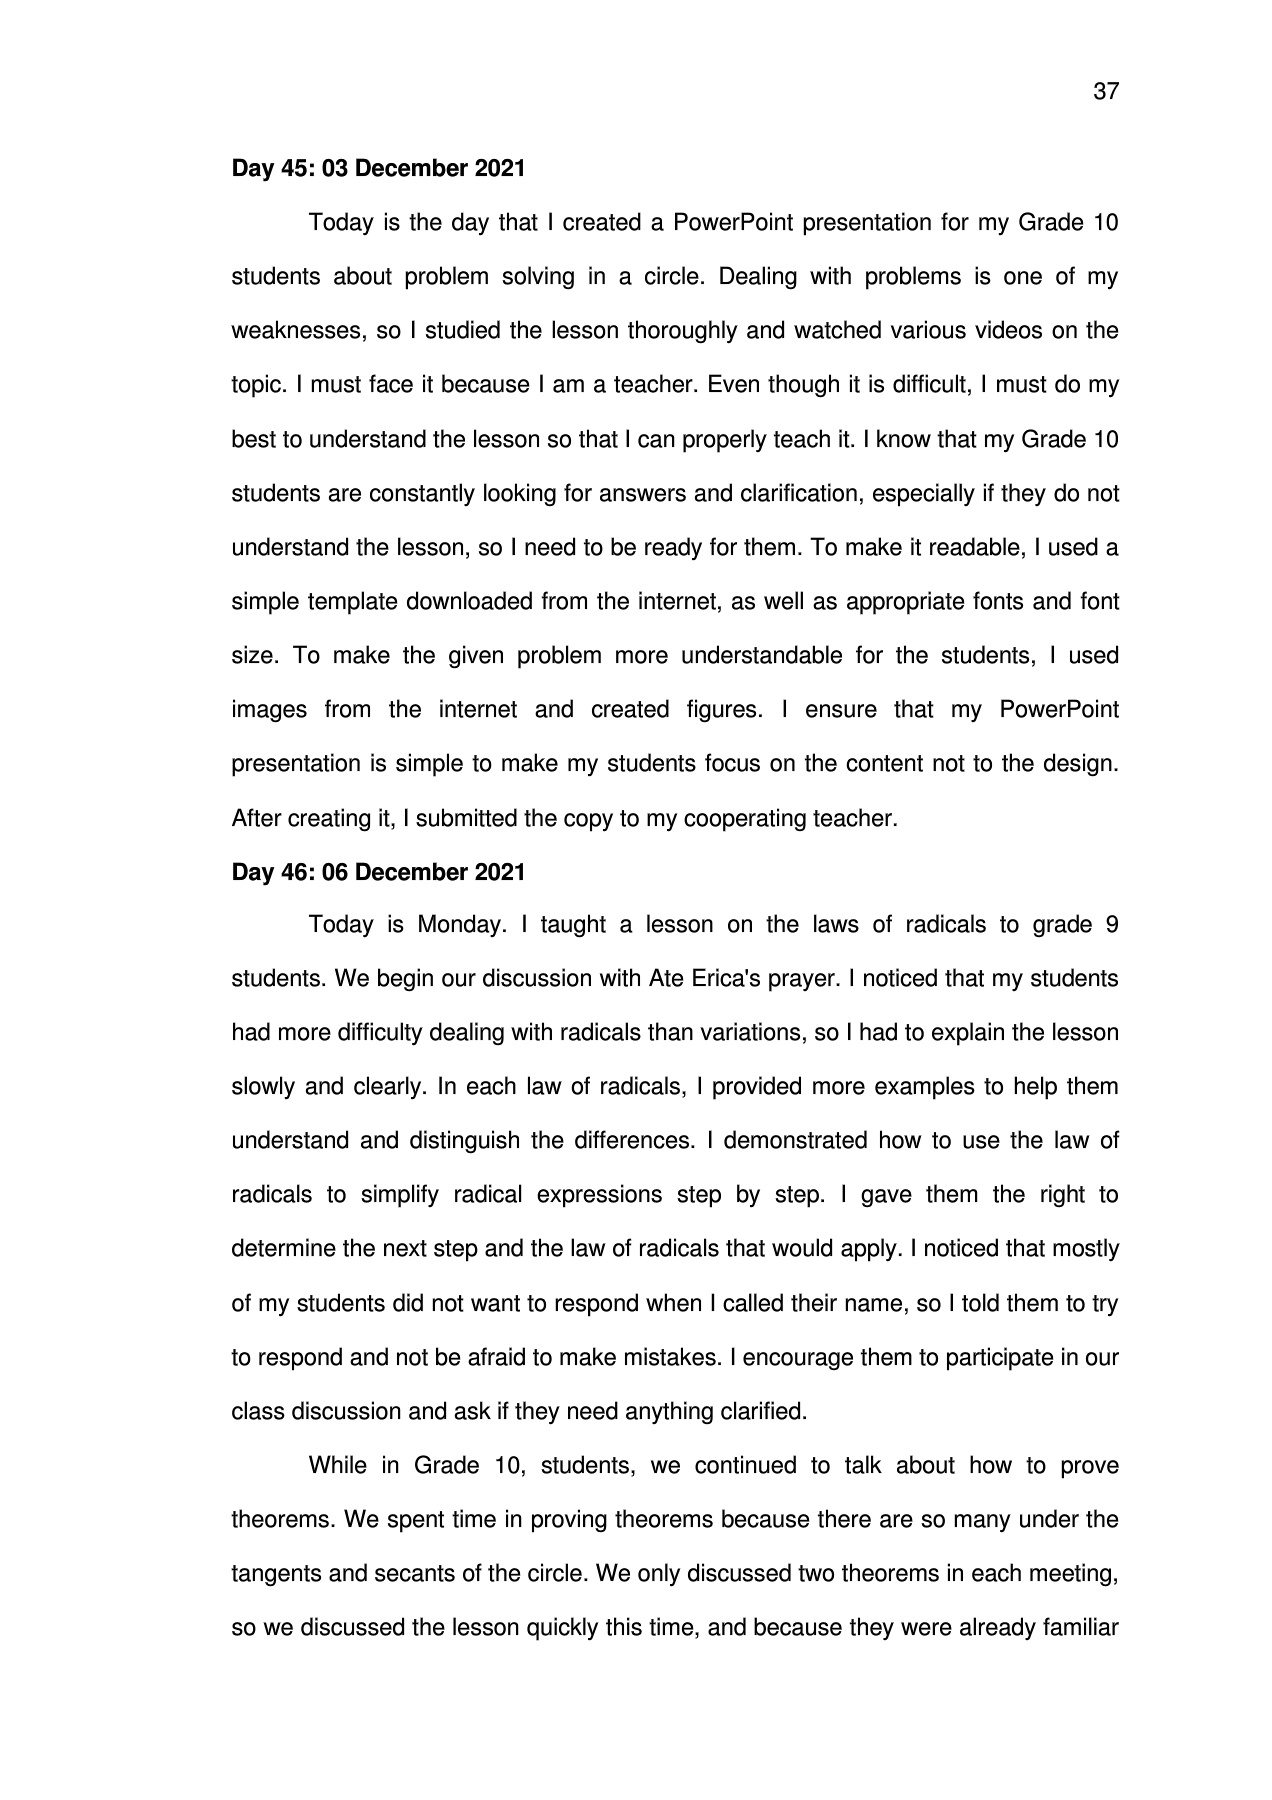 37
Day 45: 03 December 2021
Today is the day that I created a PowerPoint presentation for my Grade 10
students about problem solving in a circle. Dealing with problems is one of my
weaknesses, so I studied the lesson thoroughly and watched various videos on the
topic. I must face it because I am a teacher. Even though it is difficult, I must do my
best to understand the lesson so that I can properly teach it. I know that my Grade 10
students are constantly looking for answers and clarification, especially if they do not
understand the lesson, so I need to be ready for them. To make it readable, I used a
simple template downloaded from the internet, as well as appropriate fonts and font
size. To make the given problem more understandable for the students, I used
images from the internet and created figures. I ensure that my PowerPoint
presentation is simple to make my students focus on the content not to the design.
After creating it, I submitted the copy to my cooperating teacher.
Day 46: 06 December 2021
Today is Monday. I taught a lesson on the laws of radicals to grade 9
students. We begin our discussion with Ate Erica's prayer. I noticed that my students
had more difficulty dealing with radicals than variations, so I had to explain the lesson
slowly and clearly. In each law of radicals, I provided more examples to help them
understand and distinguish the differences. I demonstrated how to use the law of
radicals to simplify radical expressions step by step. I gave them the right to
determine the next step and the law of radicals that would apply. I noticed that mostly
of my students did not want to respond when I called their name, so I told them to try
to respond and not be afraid to make mistakes. I encourage them to participate in our
class discussion and ask if they need anything clarified.
While in Grade 10, students, we continued to talk about how to prove
theorems. We spent time in proving theorems because there are so many under the
tangents and secants of the circle. We only discussed two theorems in each meeting,
so we discussed the lesson quickly this time, and because they were already familiar